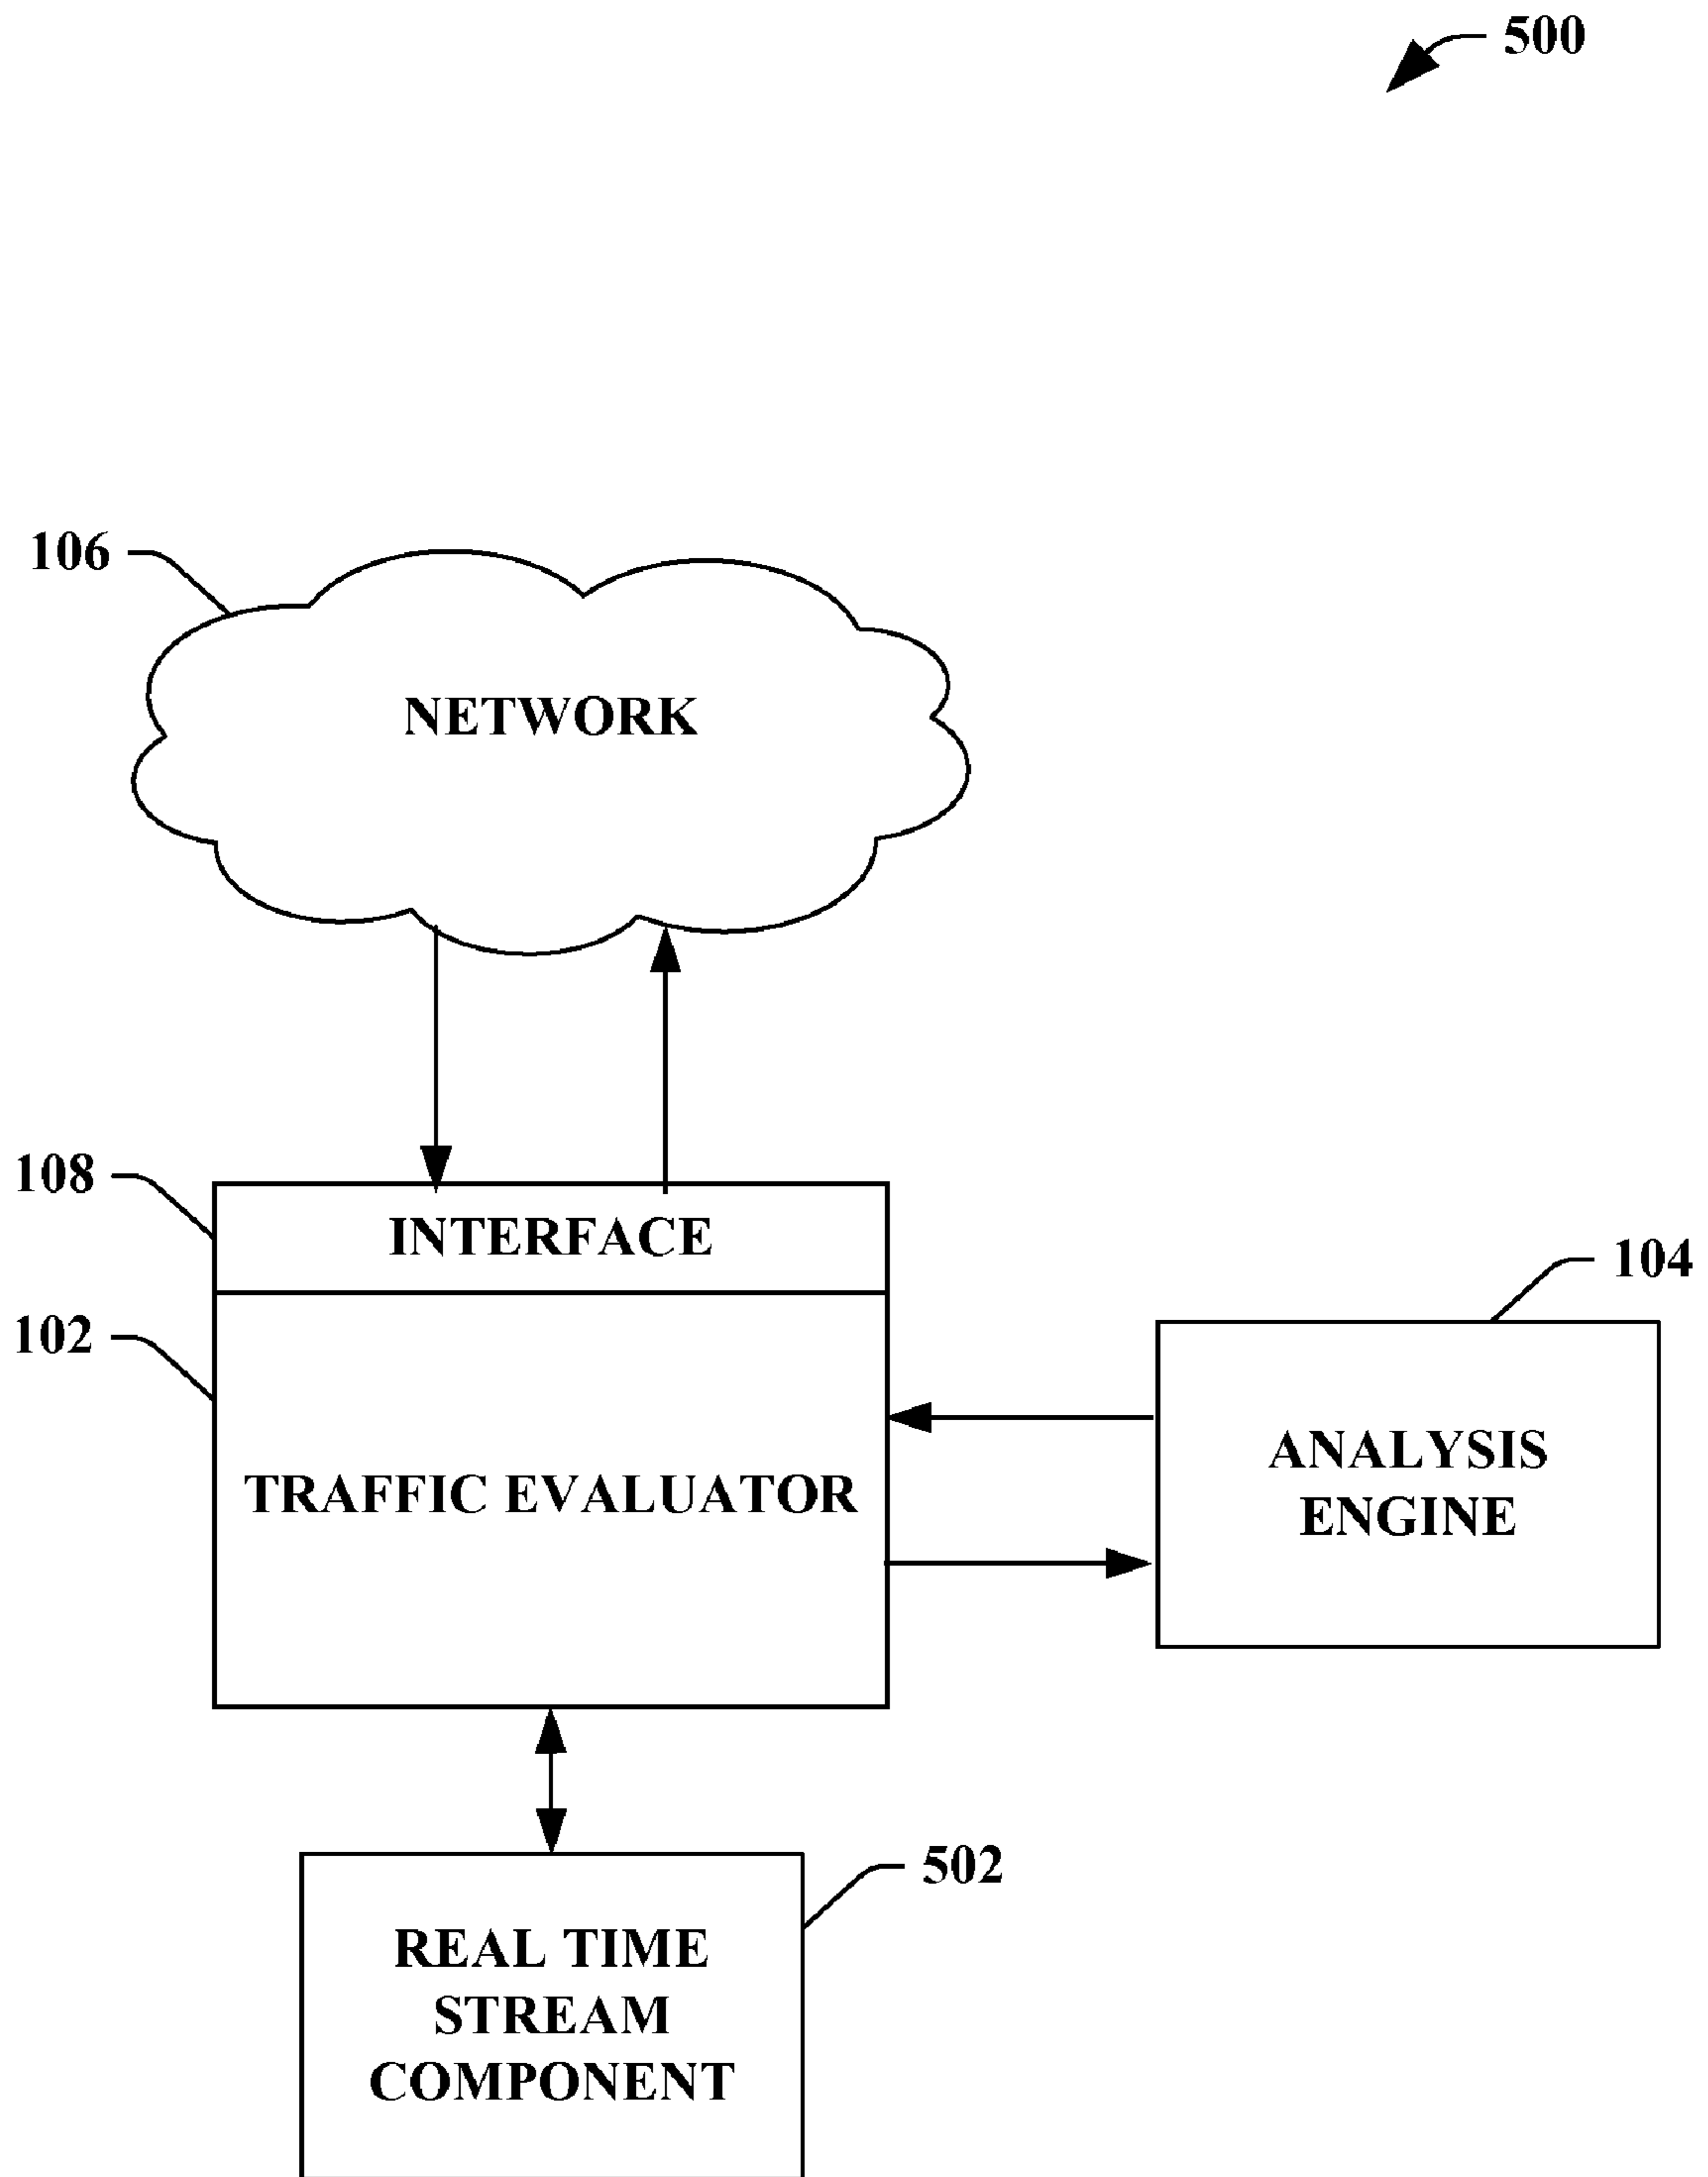 500
106
NETWORK
108
INTERFACE
104
102
ANALYSIS
ENGINE
TRAFFIC EVALUATOR
502
REAL TIME
STREAM
COMPONENT